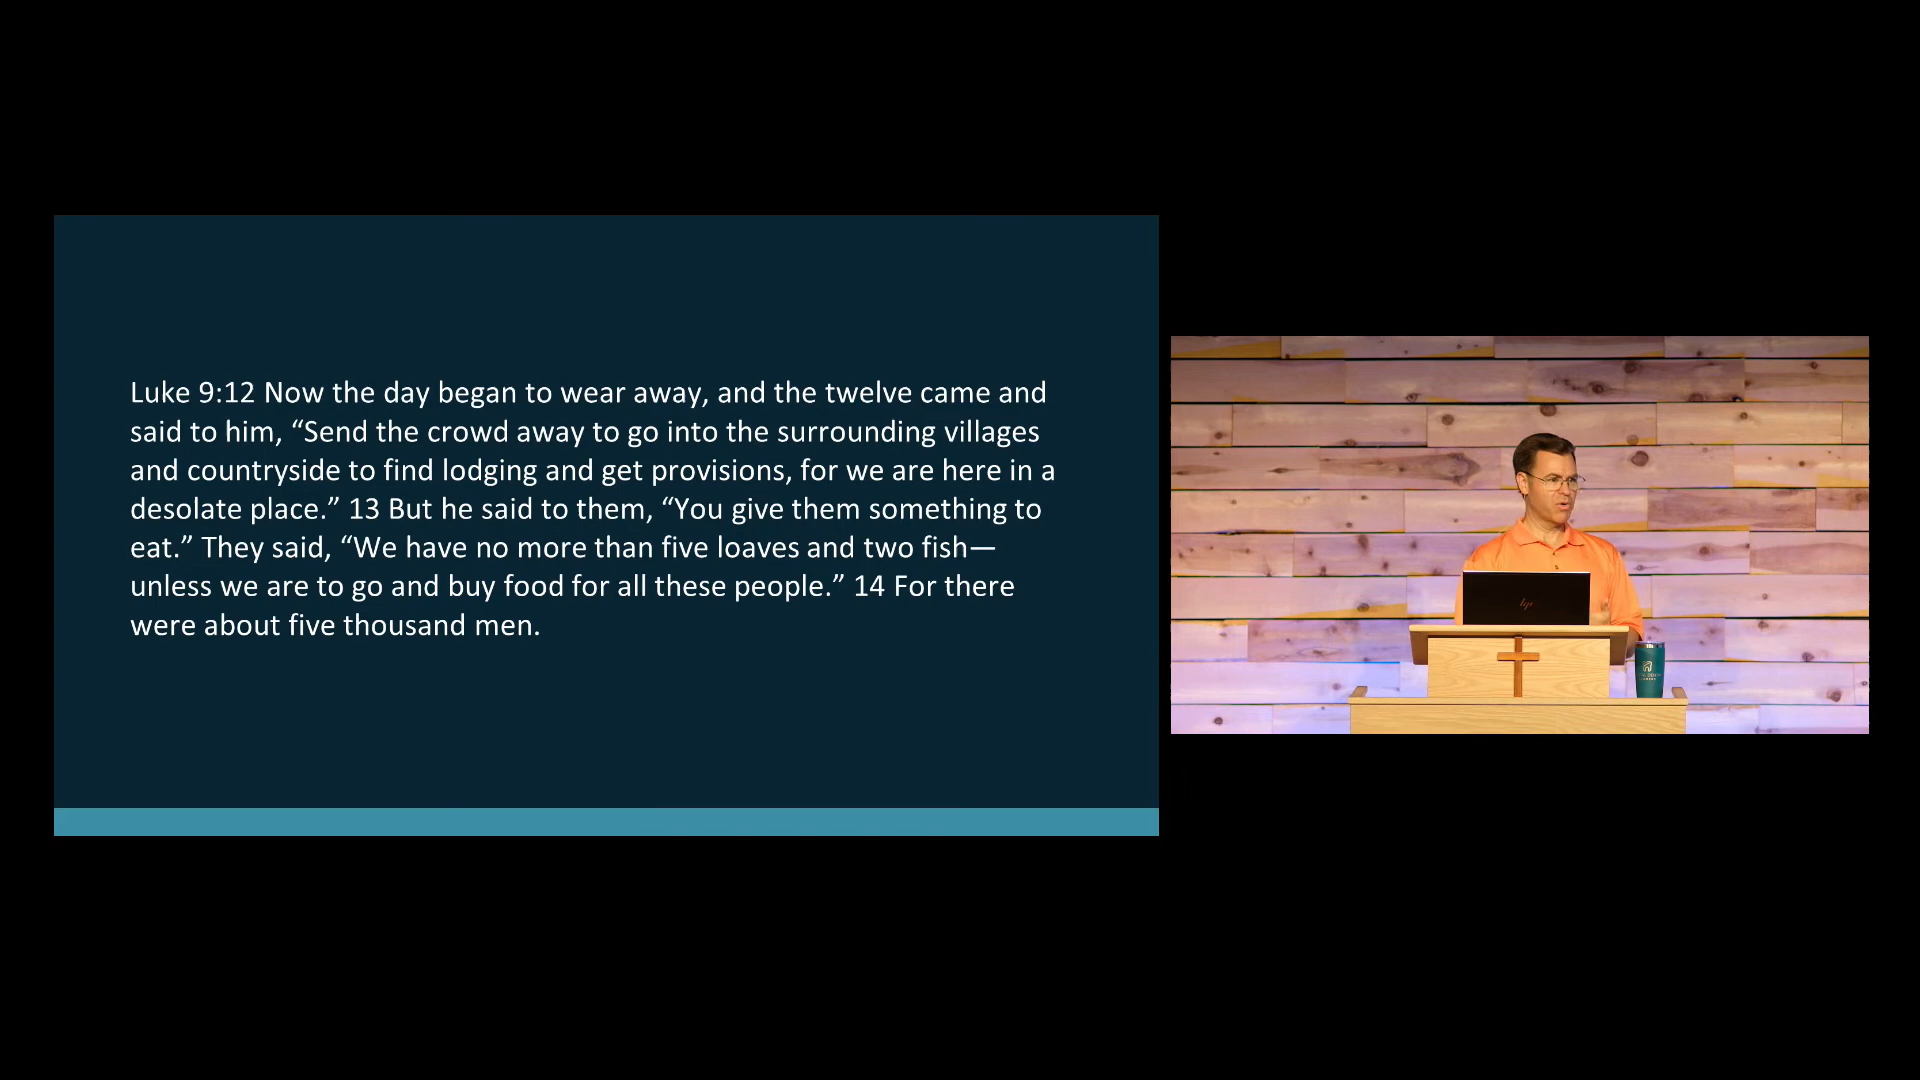 Luke 9:12 Now the day began to wear away, and the twelve came and
said to him, “Send the crowd away to go into the surrounding villages
and countryside to find lodging and get provisions, for we are here in a
desolate place.” 13 But he said to them, “You give them something to
eat.” They said, “We have no more than five loaves and two fish—
unless we are to go and buy food for all these people.” 14 For there
were about five thousand men.
hp